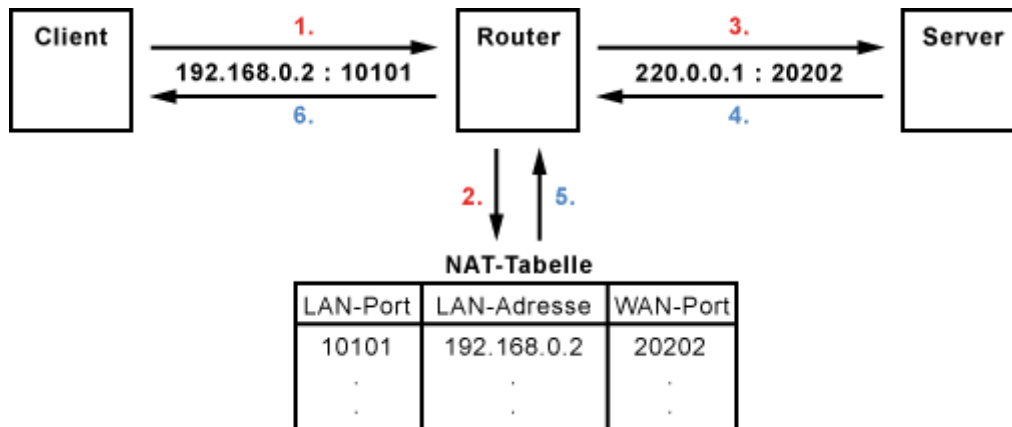 Client
1.
192.168.0.2 : 10101
6.
Router
3.
220.0.0.1 : 20202
4.
Server
2.
5.
NAT-Tabelle
LAN-Port LAN-Adresse WAN-Port
10101 192.168.0.2 20202
. . .
. . .